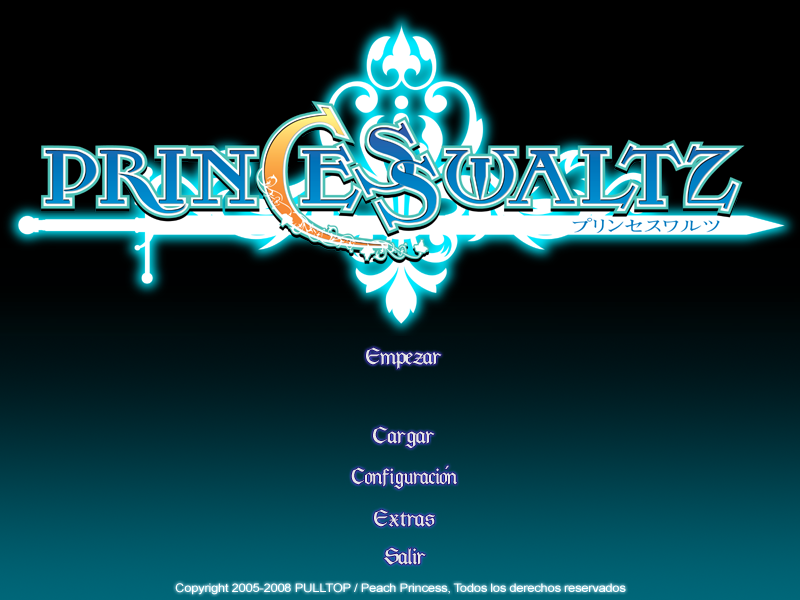 PRINCESSWALTZ
プリンセスワルツ
Empezar
Cargar
Configuración
Extras
Salir
Copyright 2005-2008 PULLTOP / Peach Princess, Todos los derechos reservados